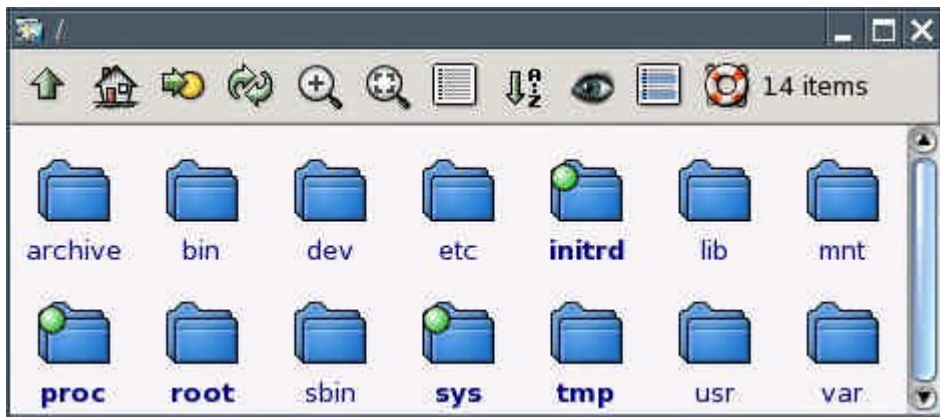 /
A Z 14 items
archive bin dev etc initrd lib mnt
proc root sbin sys tmp usr var